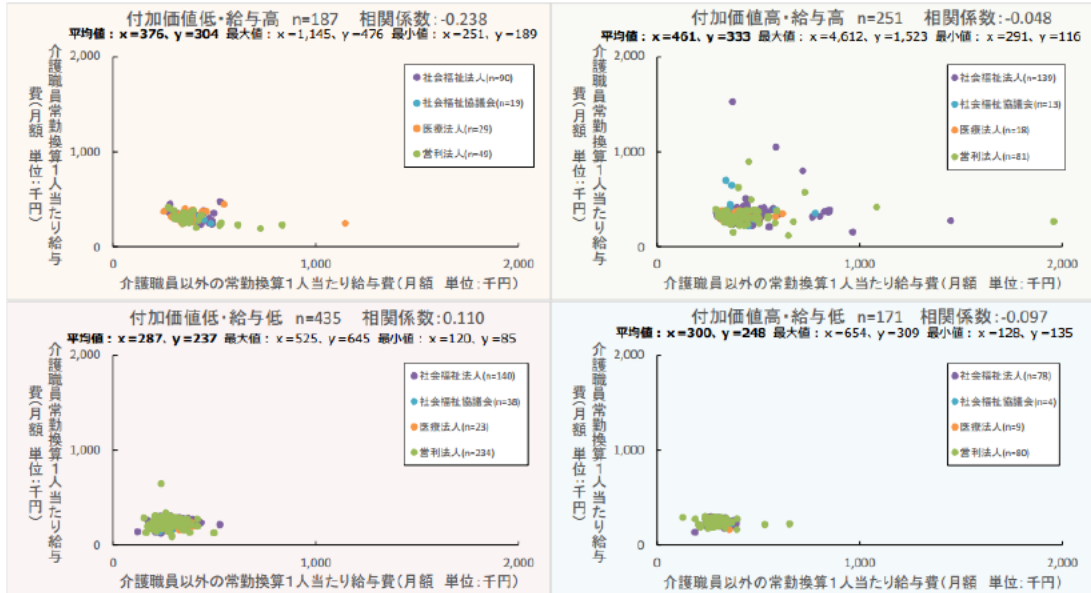 付加価値低・給与高 n=187 相関係数:-0.238
平均値： x=376、y=304 最大値： x=1,145、y=476 最小値： x=251、y=189
介護職員常勤換算1人当たり給与
費(月額 単位:千円)
2,000
1,000
0
社会福祉法人(n=90)
社会福祉協議会(n=19)
医療法人(n=29)
営利法人(n=49)
0 1,000 2,000
介護職員以外の常勤換算1人当たり給与費(月額 単位:千円)
付加価値高・給与高 n=251 相関係数:-0.048
平均値： x=461、y=333 最大値： x=4,612、y=1,523 最小値： x=291、y=116
介護職員常勤換算1人当たり給与
費(月額 単位:千円)
2,000
1,000
0
社会福祉法人(n=139)
社会福祉協議会(n=13)
医療法人(n=18)
営利法人(n=81)
0 1,000 2,000
介護職員以外の常勤換算1人当たり給与費(月額 単位:千円)
付加価値低・給与低 n=435 相関係数:0.110
平均値： x=287、y=237 最大値： x=525、y=645 最小値： x=120、y=85
介護職員常勤換算1人当たり給与
費(月額 単位:千円)
2,000
1,000
0
社会福祉法人(n=140)
社会福祉協議会(n=38)
医療法人(n=23)
営利法人(n=234)
0 1,000 2,000
介護職員以外の常勤換算1人当たり給与費(月額 単位:千円)
付加価値高・給与低 n=171 相関係数:-0.097
平均値： x=300、y=248 最大値： x=654、y=309 最小値： x=128、y=135
介護職員常勤換算1人当たり給与
費(月額 単位:千円)
2,000
1,000
0
社会福祉法人(n=78)
社会福祉協議会(n=4)
医療法人(n=9)
営利法人(n=80)
0 1,000 2,000
介護職員以外の常勤換算1人当たり給与費(月額 単位:千円)